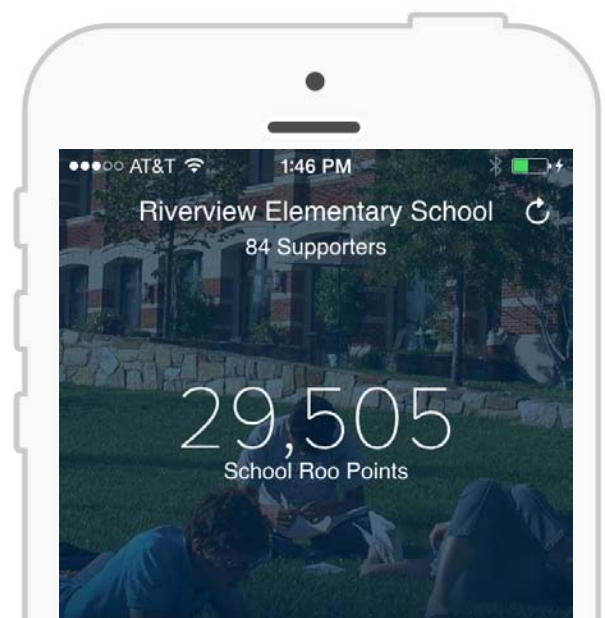 AT&T 1:46 PM
Riverview Elementary School
84 Supporters
29,505
School Roo Points